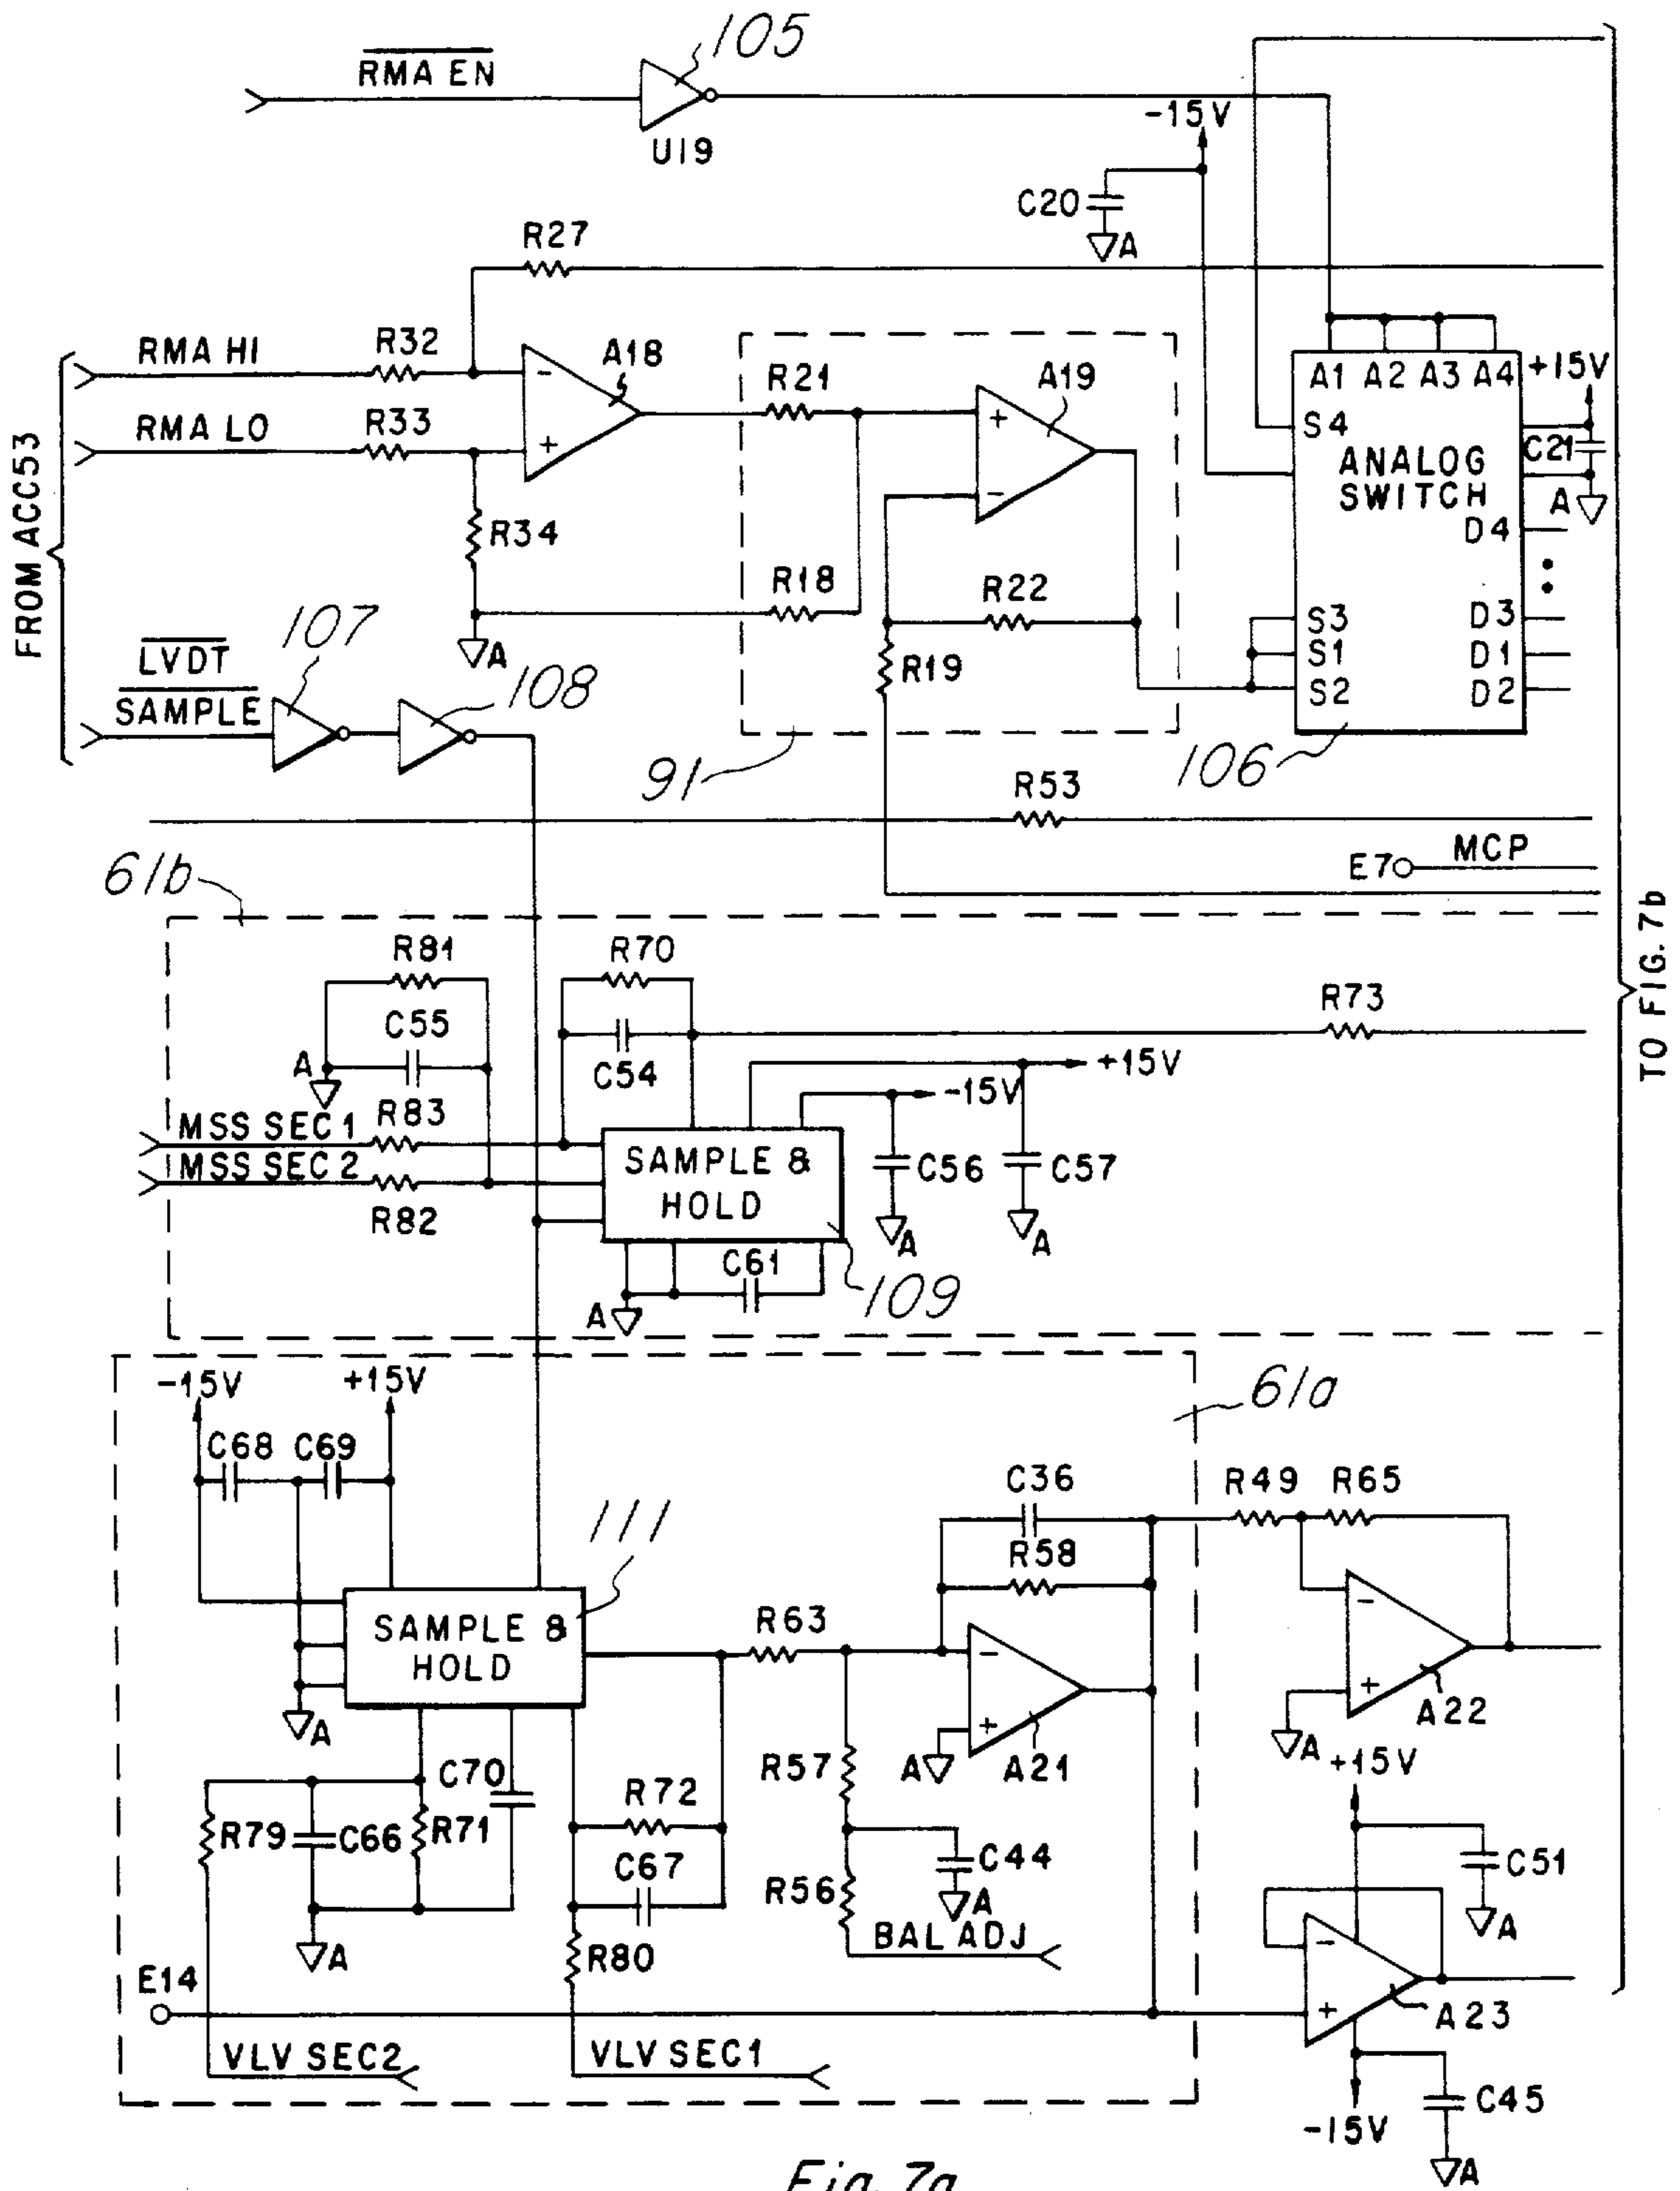 105
RMA EN
U19
-15V
C20
A
R27
FROM ACC53
RMA HI
R32
A18
-
+
RMA LO
R33
R34
A
R21
A19
+
-
R18
R22
R19
91
A1 A2 A3 A4
+15V
S4
ANALOG
SWITCH
C21
A
D4
S3
D3
S1
D1
S2
D2
106
LVDT
SAMPLE
107
108
R53
E7
MCP
TO FIG. 7b
61b
R81
C55
A
R70
C54
R73
+15V
-15V
MSS SEC 1
R83
MSS SEC 2
R82
SAMPLE &
HOLD
C56
A
C57
A
C61
A
109
61a
-15V
+15V
C68
C69
111
SAMPLE &
HOLD
A
R63
C36
R58
-
+
A
A21
R49
R65
-
+
A
A22
R79
C66
R71
C70
A
R72
C67
R80
R57
R56
C44
A
BAL ADJ
E14
VLV SEC2
VLV SEC1
+15V
C51
A
-
+
A23
-15V
C45
A
Fig. 7a